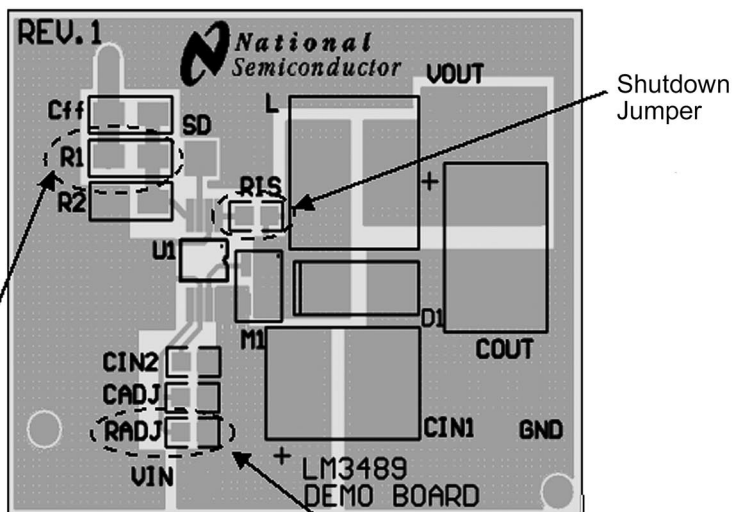 REV.1
National
Semiconductor
VOUT
Shutdown
Jumper
Cff
SD
L
R1
RIS
+
R2
U1
D1
M1
COUT
CIN2
CADJ
RADJ
CIN1
GND
+
VIN
LM3489
DEMO BOARD